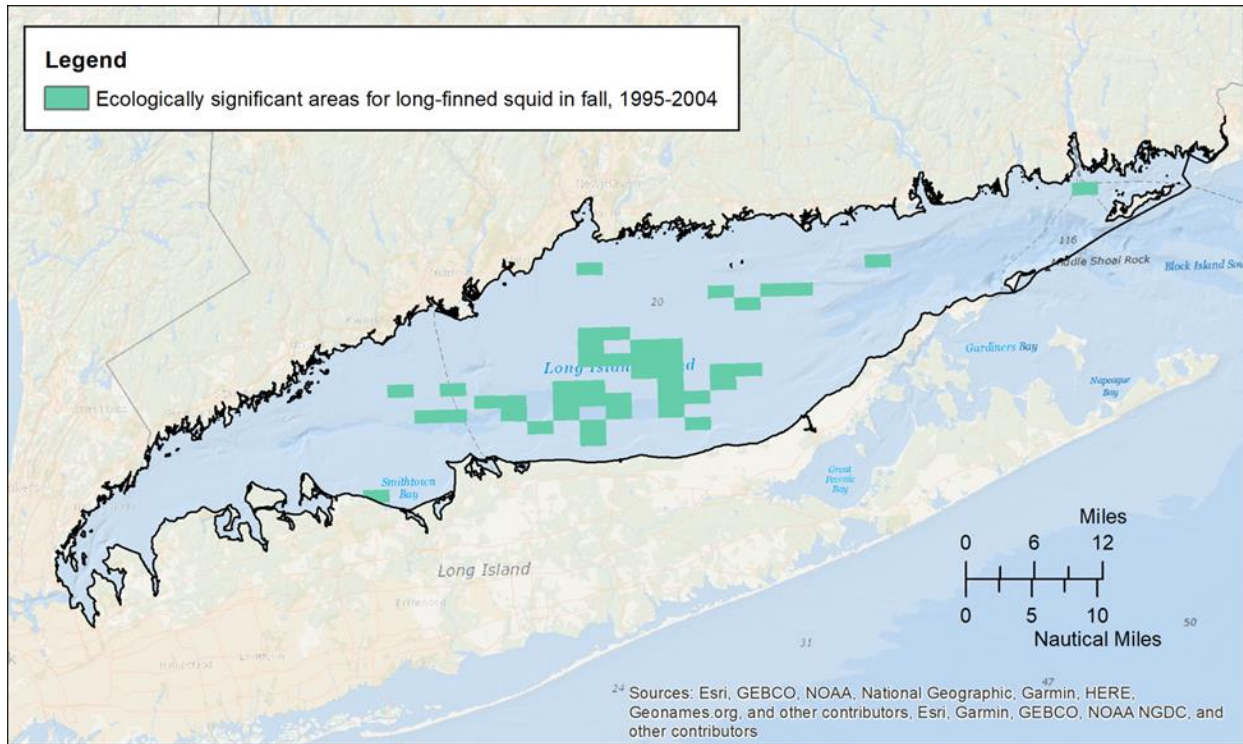 Legend
Ecologically significant areas for long-finned squid in fall, 1995-2004
New Haven
116
Middle Shoal Rock
Block Island Sou
20
Long Island Sound
Gardiners Bay
Napeague
Bay
Smithtown
Bay
Great
Peconic
Bay
Long Island
Miles
0 6 12
0 5 10
Nautical Miles
50
31
24
47
Sources: Esri, GEBCO, NOAA, National Geographic, Garmin, HERE,
Geonames.org, and other contributors, Esri, Garmin, GEBCO, NOAA NGDC, and
other contributors